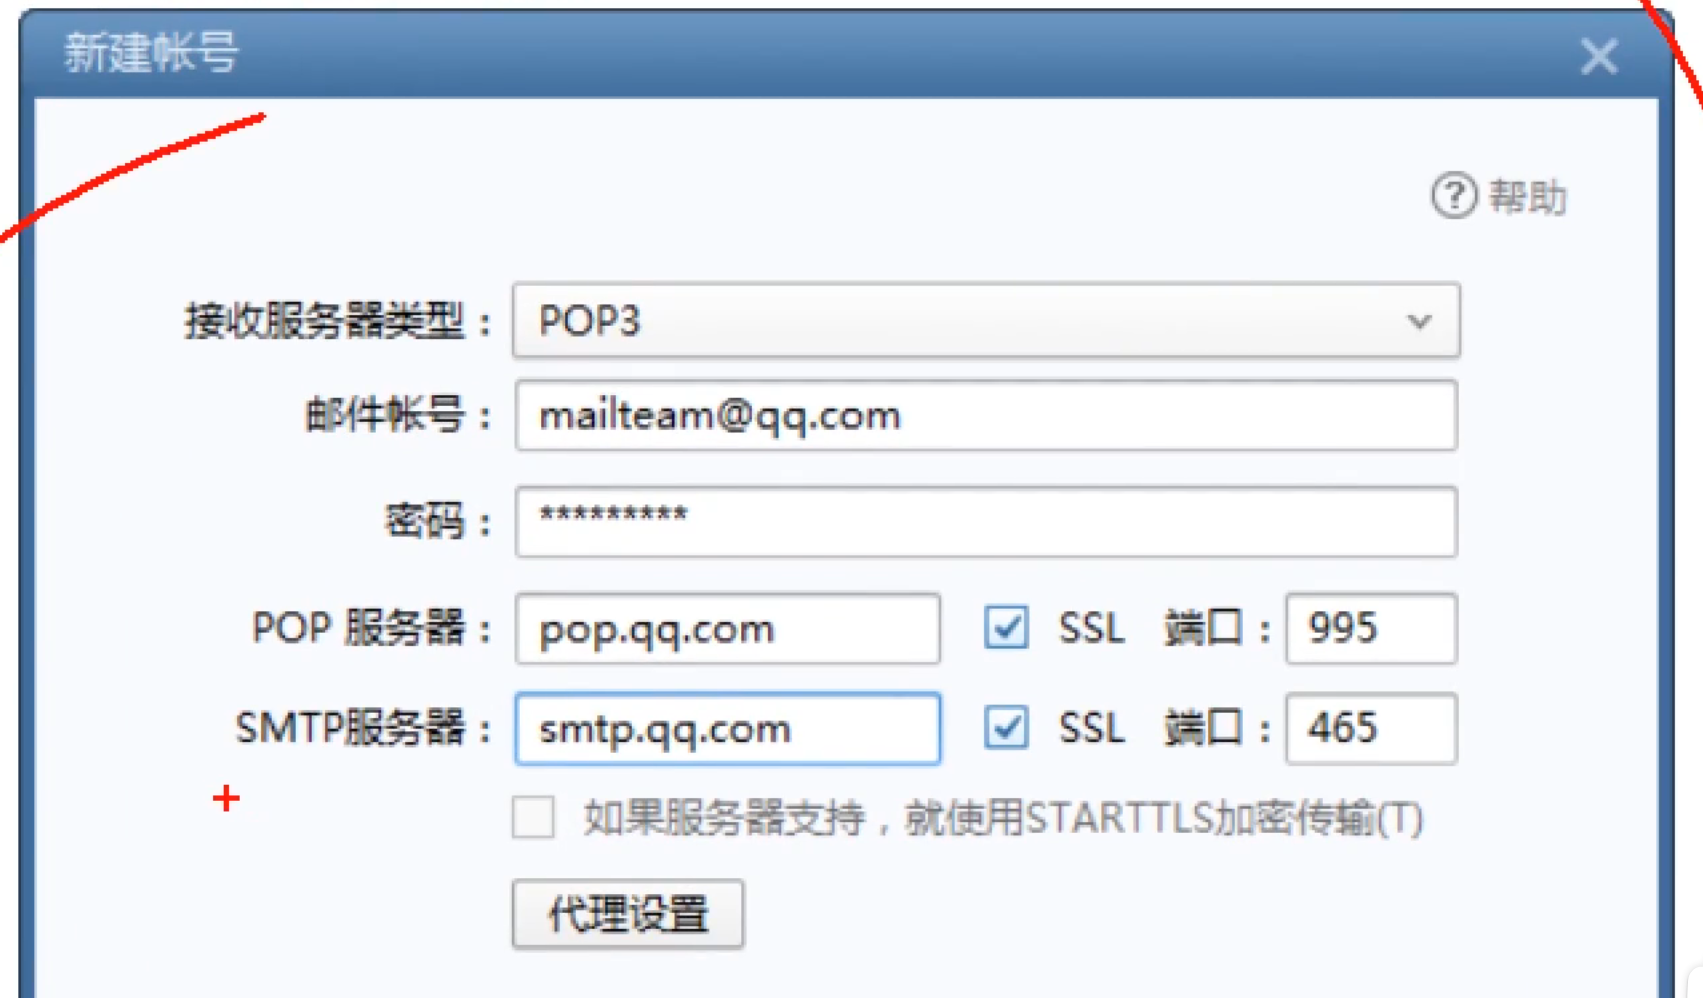 新建帐号
帮助
接收服务器类型： POP3
邮件帐号： mailteam@qq.com
密码： *********
POP 服务器： pop.qq.com SSL 端口： 995
SMTP服务器： smtp.qq.com SSL 端口： 465
如果服务器支持，就使用STARTTLS加密传输(T)
代理设置